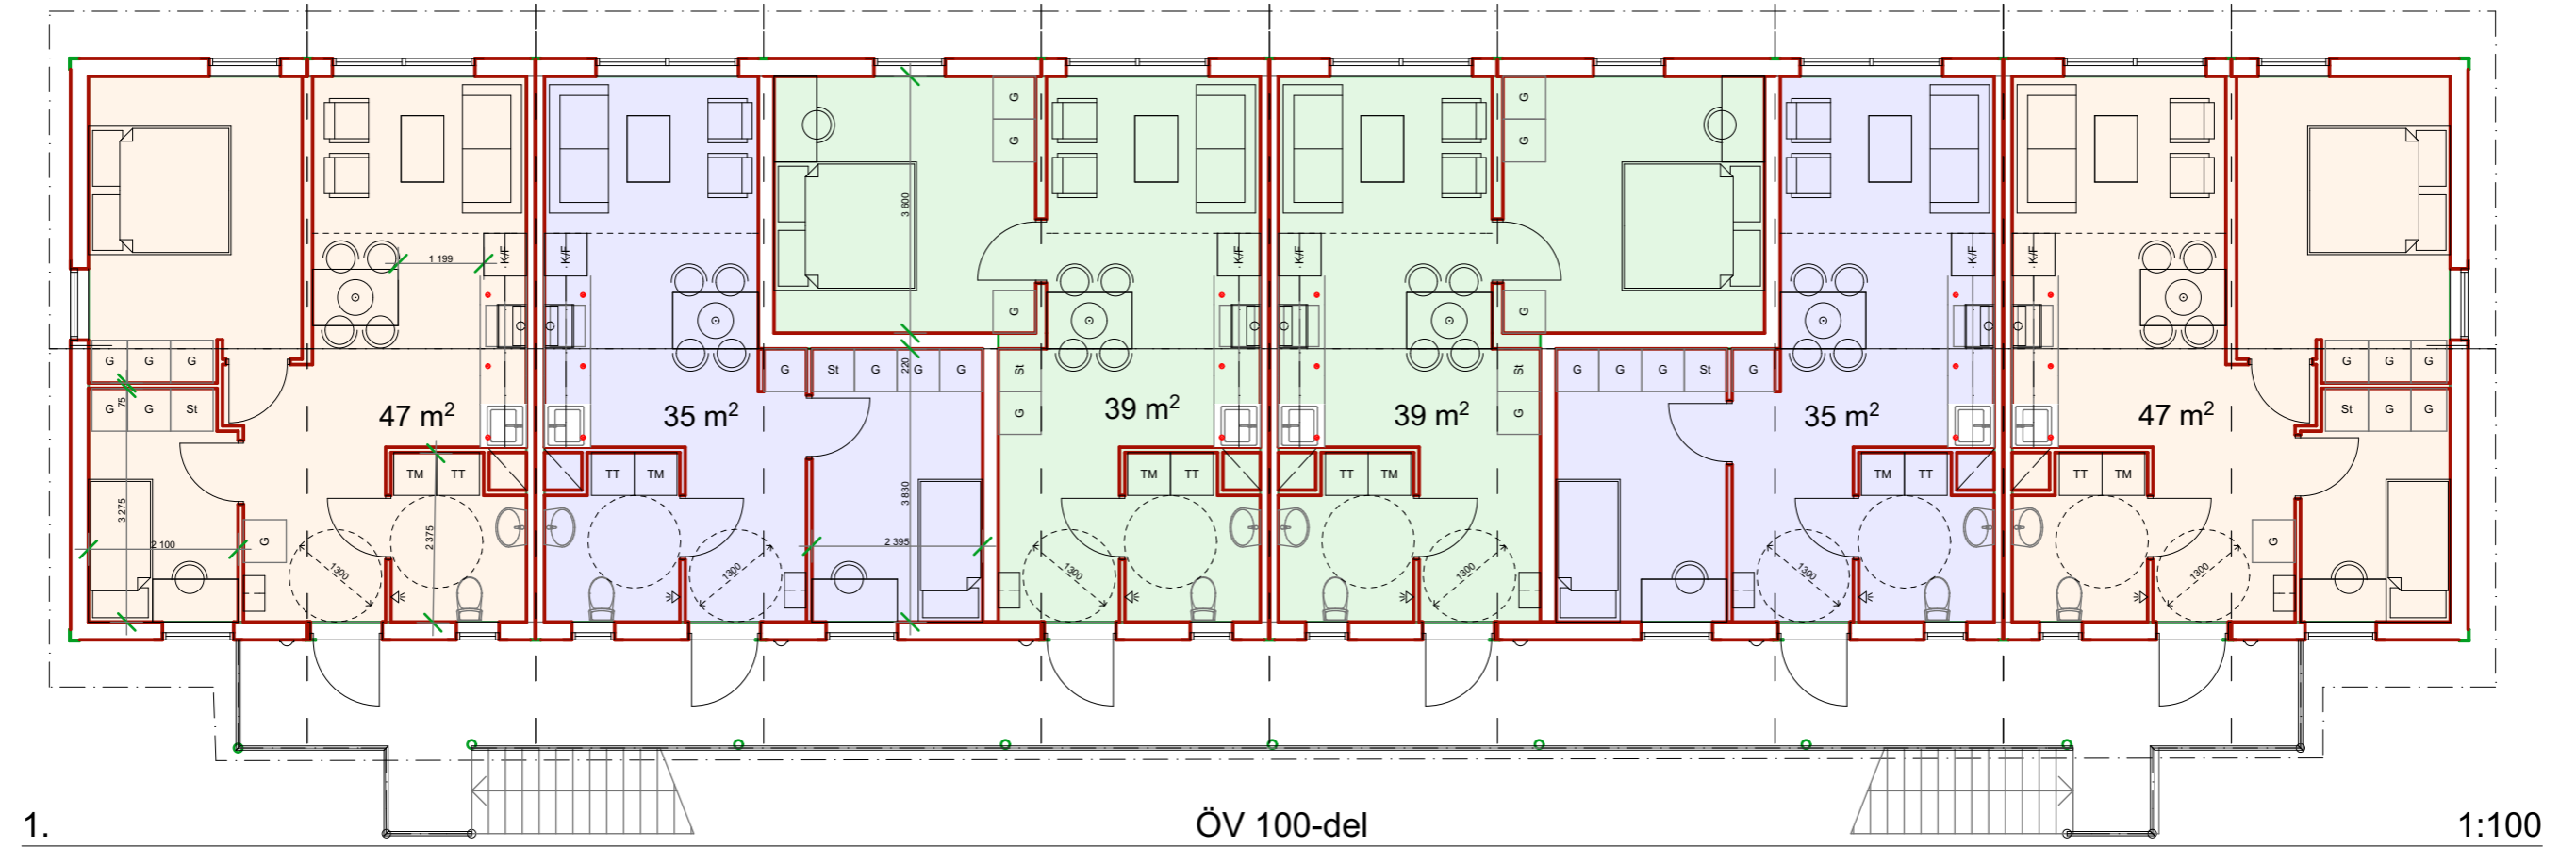 G G
G G
3 600
K/F K/F K/F K/F K/F K/F
1 199
G G
G G G G St G G G St G St G G G St G G G G
220
75
G G St St G G
G G
47 m² 35 m² 39 m² 39 m² 35 m² 47 m²
TM TT TT TM TM TT TT TM TM TT TT TM
3 275 2 375 3 830
2 100 G 2 395 G
1300 1300 1300 1300 1300 1300
1. ÖV 100-del 1:100